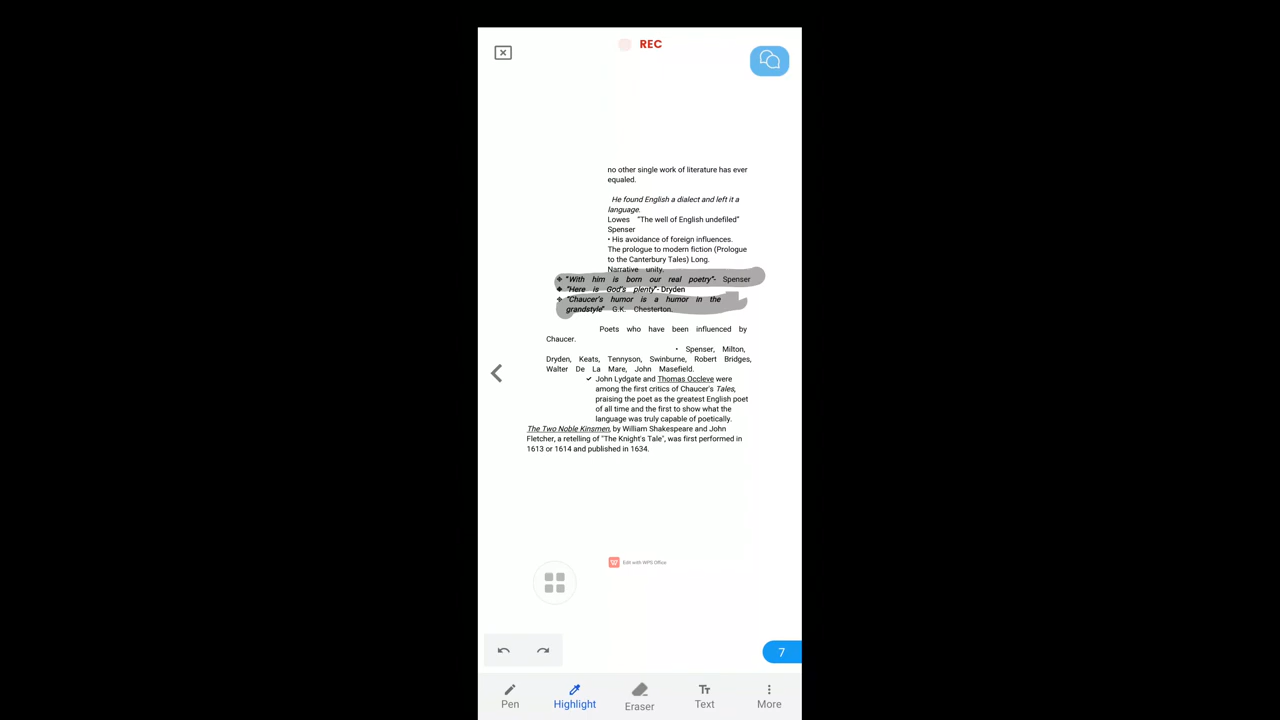 REC
no other single work of literature has ever
equaled.
He found English a dialect and left it a
language.
Lowes "The well of English undefiled"
Spenser
• His avoidance of foreign influences.
The prologue to modern fiction (Prologue
to the Canterbury Tales) Long.
Narrative unity.
❖ "With him is born our real poetry"- Spenser
❖ "Here is God's plenty"- Dryden
❖ "Chaucer's humor is a humor in the
grandstyle" G.K. Chesterton.
Poets who have been influenced by
Chaucer.
• Spenser, Milton,
Dryden, Keats, Tennyson, Swinburne, Robert Bridges,
Walter De La Mare, John Masefield.
✓ John Lydgate and Thomas Occleve were
among the first critics of Chaucer's Tales,
praising the poet as the greatest English poet
of all time and the first to show what the
language was truly capable of poetically.
The Two Noble Kinsmen, by William Shakespeare and John
Fletcher, a retelling of "The Knight's Tale", was first performed in
1613 or 1614 and published in 1634.
Edit with WPS Office
7
Pen Highlight Eraser Text More